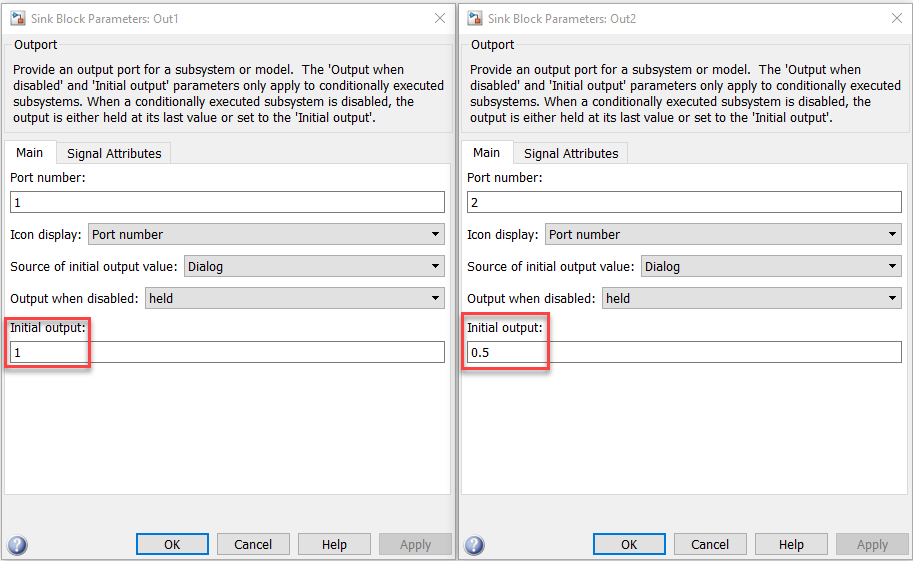 Sink Block Parameters: Out1
Outport
Provide an output port for a subsystem or model.  The 'Output when
disabled' and 'Initial output' parameters only apply to conditionally executed
subsystems. When a conditionally executed subsystem is disabled, the
output is either held at its last value or set to the 'Initial output'.
Main
Signal Attributes
Port number:
1
Icon display: Port number
Source of initial output value: Dialog
Output when disabled: held
Initial output:
1
?
OK
Cancel
Help
Apply
Sink Block Parameters: Out2
Outport
Provide an output port for a subsystem or model.  The 'Output when
disabled' and 'Initial output' parameters only apply to conditionally executed
subsystems. When a conditionally executed subsystem is disabled, the
output is either held at its last value or set to the 'Initial output'.
Main
Signal Attributes
Port number:
2
Icon display: Port number
Source of initial output value: Dialog
Output when disabled: held
Initial output:
0.5
?
OK
Cancel
Help
Apply